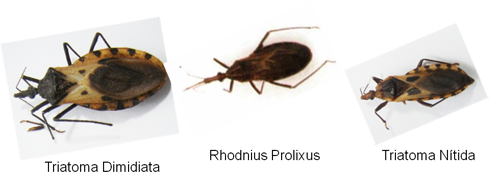 Triatoma Dimidiata
Rhodnius Prolixus
Triatoma Nítida